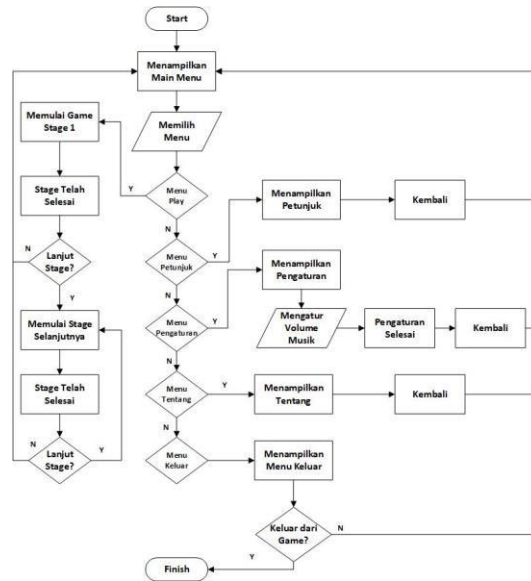 Start
Menampilkan
Main Menu
Memilih
Menu
Memulai Game
Stage 1
Y
Menu
Play
Stage Telah
Selesai
N
Menampilkan
Petunjuk
Kembali
N
Lanjut
Stage?
Menu
Petunjuk
Y
Y
N
Menampilkan
Pengaturan
Memulai Stage
Selanjutnya
Menu
Pengaturan
Y
Mengatur
Volume
Musik
Pengaturan
Selesai
Kembali
N
Stage Telah
Selesai
Menu
Tentang
Y
Menampilkan
Tentang
Kembali
N
N
Lanjut
Stage?
Y
Menu
Keluar
Menampilkan
Menu Keluar
Keluar dari
Game?
N
Y
Finish